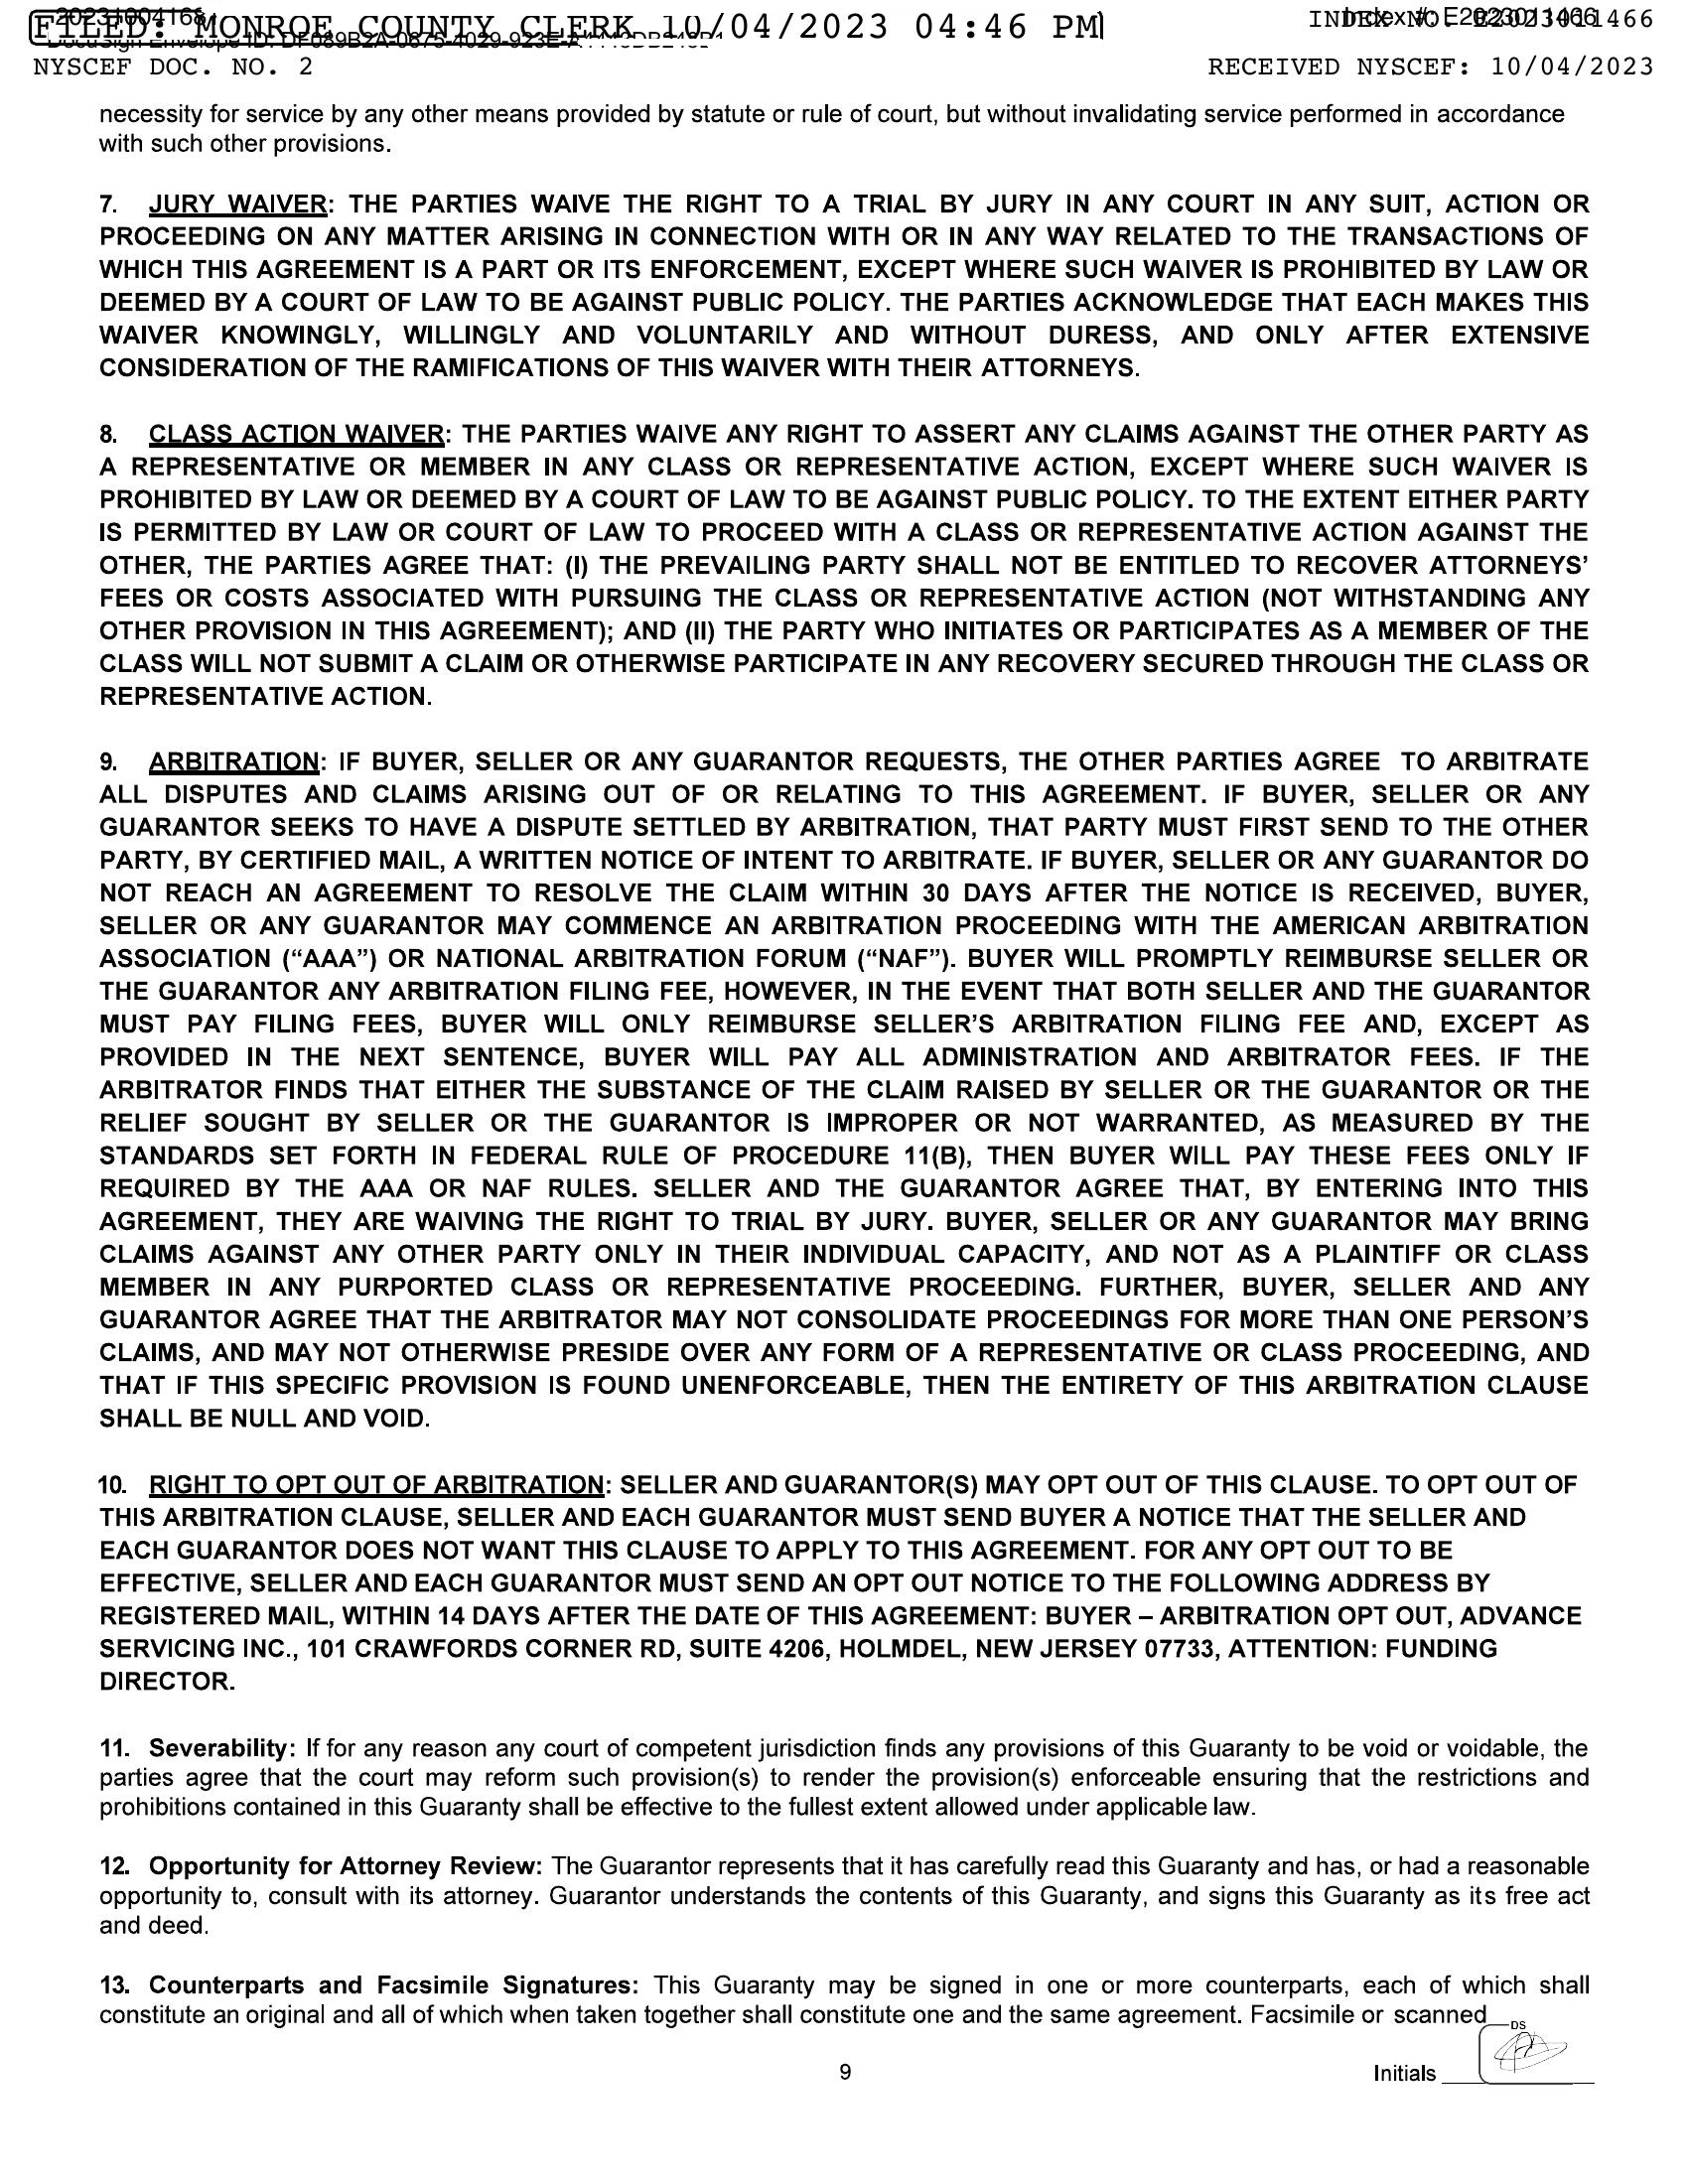 202310041684
FILED: MONROE COUNTY CLERK 10/04/2023 04:46 PM
INDEX NO. E2023011466
Index #: E2023011466
NYSCEF DOC. NO. 2
RECEIVED NYSCEF: 10/04/2023
necessity for service by any other means provided by statute or rule of court, but without invalidating service performed in accordance
with such other provisions.
7. JURY WAIVER: THE PARTIES WAIVE THE RIGHT TO A TRIAL BY JURY IN ANY COURT IN ANY SUIT, ACTION OR
PROCEEDING ON ANY MATTER ARISING IN CONNECTION WITH OR IN ANY WAY RELATED TO THE TRANSACTIONS OF
WHICH THIS AGREEMENT IS A PART OR ITS ENFORCEMENT, EXCEPT WHERE SUCH WAIVER IS PROHIBITED BY LAW OR
DEEMED BY A COURT OF LAW TO BE AGAINST PUBLIC POLICY. THE PARTIES ACKNOWLEDGE THAT EACH MAKES THIS
WAIVER KNOWINGLY, WILLINGLY AND VOLUNTARILY AND WITHOUT DURESS, AND ONLY AFTER EXTENSIVE
CONSIDERATION OF THE RAMIFICATIONS OF THIS WAIVER WITH THEIR ATTORNEYS.
8. CLASS ACTION WAIVER: THE PARTIES WAIVE ANY RIGHT TO ASSERT ANY CLAIMS AGAINST THE OTHER PARTY AS
A REPRESENTATIVE OR MEMBER IN ANY CLASS OR REPRESENTATIVE ACTION, EXCEPT WHERE SUCH WAIVER IS
PROHIBITED BY LAW OR DEEMED BY A COURT OF LAW TO BE AGAINST PUBLIC POLICY. TO THE EXTENT EITHER PARTY
IS PERMITTED BY LAW OR COURT OF LAW TO PROCEED WITH A CLASS OR REPRESENTATIVE ACTION AGAINST THE
OTHER, THE PARTIES AGREE THAT: (I) THE PREVAILING PARTY SHALL NOT BE ENTITLED TO RECOVER ATTORNEYS’
FEES OR COSTS ASSOCIATED WITH PURSUING THE CLASS OR REPRESENTATIVE ACTION (NOT WITHSTANDING ANY
OTHER PROVISION IN THIS AGREEMENT); AND (II) THE PARTY WHO INITIATES OR PARTICIPATES AS A MEMBER OF THE
CLASS WILL NOT SUBMIT A CLAIM OR OTHERWISE PARTICIPATE IN ANY RECOVERY SECURED THROUGH THE CLASS OR
REPRESENTATIVE ACTION.
9. ARBITRATION: IF BUYER, SELLER OR ANY GUARANTOR REQUESTS, THE OTHER PARTIES AGREE TO ARBITRATE
ALL DISPUTES AND CLAIMS ARISING OUT OF OR RELATING TO THIS AGREEMENT. IF BUYER, SELLER OR ANY
GUARANTOR SEEKS TO HAVE A DISPUTE SETTLED BY ARBITRATION, THAT PARTY MUST FIRST SEND TO THE OTHER
PARTY, BY CERTIFIED MAIL, A WRITTEN NOTICE OF INTENT TO ARBITRATE. IF BUYER, SELLER OR ANY GUARANTOR DO
NOT REACH AN AGREEMENT TO RESOLVE THE CLAIM WITHIN 30 DAYS AFTER THE NOTICE IS RECEIVED, BUYER,
SELLER OR ANY GUARANTOR MAY COMMENCE AN ARBITRATION PROCEEDING WITH THE AMERICAN ARBITRATION
ASSOCIATION (“AAA”) OR NATIONAL ARBITRATION FORUM (“NAF”). BUYER WILL PROMPTLY REIMBURSE SELLER OR
THE GUARANTOR ANY ARBITRATION FILING FEE, HOWEVER, IN THE EVENT THAT BOTH SELLER AND THE GUARANTOR
MUST PAY FILING FEES, BUYER WILL ONLY REIMBURSE SELLER’S ARBITRATION FILING FEE AND, EXCEPT AS
PROVIDED IN THE NEXT SENTENCE, BUYER WILL PAY ALL ADMINISTRATION AND ARBITRATOR FEES. IF THE
ARBITRATOR FINDS THAT EITHER THE SUBSTANCE OF THE CLAIM RAISED BY SELLER OR THE GUARANTOR OR THE
RELIEF SOUGHT BY SELLER OR THE GUARANTOR IS IMPROPER OR NOT WARRANTED, AS MEASURED BY THE
STANDARDS SET FORTH IN FEDERAL RULE OF PROCEDURE 11(B), THEN BUYER WILL PAY THESE FEES ONLY IF
REQUIRED BY THE AAA OR NAF RULES. SELLER AND THE GUARANTOR AGREE THAT, BY ENTERING INTO THIS
AGREEMENT, THEY ARE WAIVING THE RIGHT TO TRIAL BY JURY. BUYER, SELLER OR ANY GUARANTOR MAY BRING
CLAIMS AGAINST ANY OTHER PARTY ONLY IN THEIR INDIVIDUAL CAPACITY, AND NOT AS A PLAINTIFF OR CLASS
MEMBER IN ANY PURPORTED CLASS OR REPRESENTATIVE PROCEEDING. FURTHER, BUYER, SELLER AND ANY
GUARANTOR AGREE THAT THE ARBITRATOR MAY NOT CONSOLIDATE PROCEEDINGS FOR MORE THAN ONE PERSON’S
CLAIMS, AND MAY NOT OTHERWISE PRESIDE OVER ANY FORM OF A REPRESENTATIVE OR CLASS PROCEEDING, AND
THAT IF THIS SPECIFIC PROVISION IS FOUND UNENFORCEABLE, THEN THE ENTIRETY OF THIS ARBITRATION CLAUSE
SHALL BE NULL AND VOID.
10. RIGHT TO OPT OUT OF ARBITRATION: SELLER AND GUARANTOR(S) MAY OPT OUT OF THIS CLAUSE. TO OPT OUT OF
THIS ARBITRATION CLAUSE, SELLER AND EACH GUARANTOR MUST SEND BUYER A NOTICE THAT THE SELLER AND
EACH GUARANTOR DOES NOT WANT THIS CLAUSE TO APPLY TO THIS AGREEMENT. FOR ANY OPT OUT TO BE
EFFECTIVE, SELLER AND EACH GUARANTOR MUST SEND AN OPT OUT NOTICE TO THE FOLLOWING ADDRESS BY
REGISTERED MAIL, WITHIN 14 DAYS AFTER THE DATE OF THIS AGREEMENT: BUYER – ARBITRATION OPT OUT, ADVANCE
SERVICING INC., 101 CRAWFORDS CORNER RD, SUITE 4206, HOLMDEL, NEW JERSEY 07733, ATTENTION: FUNDING
DIRECTOR.
11. Severability: If for any reason any court of competent jurisdiction finds any provisions of this Guaranty to be void or voidable, the
parties agree that the court may reform such provision(s) to render the provision(s) enforceable ensuring that the restrictions and
prohibitions contained in this Guaranty shall be effective to the fullest extent allowed under applicable law.
12. Opportunity for Attorney Review: The Guarantor represents that it has carefully read this Guaranty and has, or had a reasonable
opportunity to, consult with its attorney. Guarantor understands the contents of this Guaranty, and signs this Guaranty as its free act
and deed.
13. Counterparts and Facsimile Signatures: This Guaranty may be signed in one or more counterparts, each of which shall
constitute an original and all of which when taken together shall constitute one and the same agreement. Facsimile or scanned
DS
9
Initials